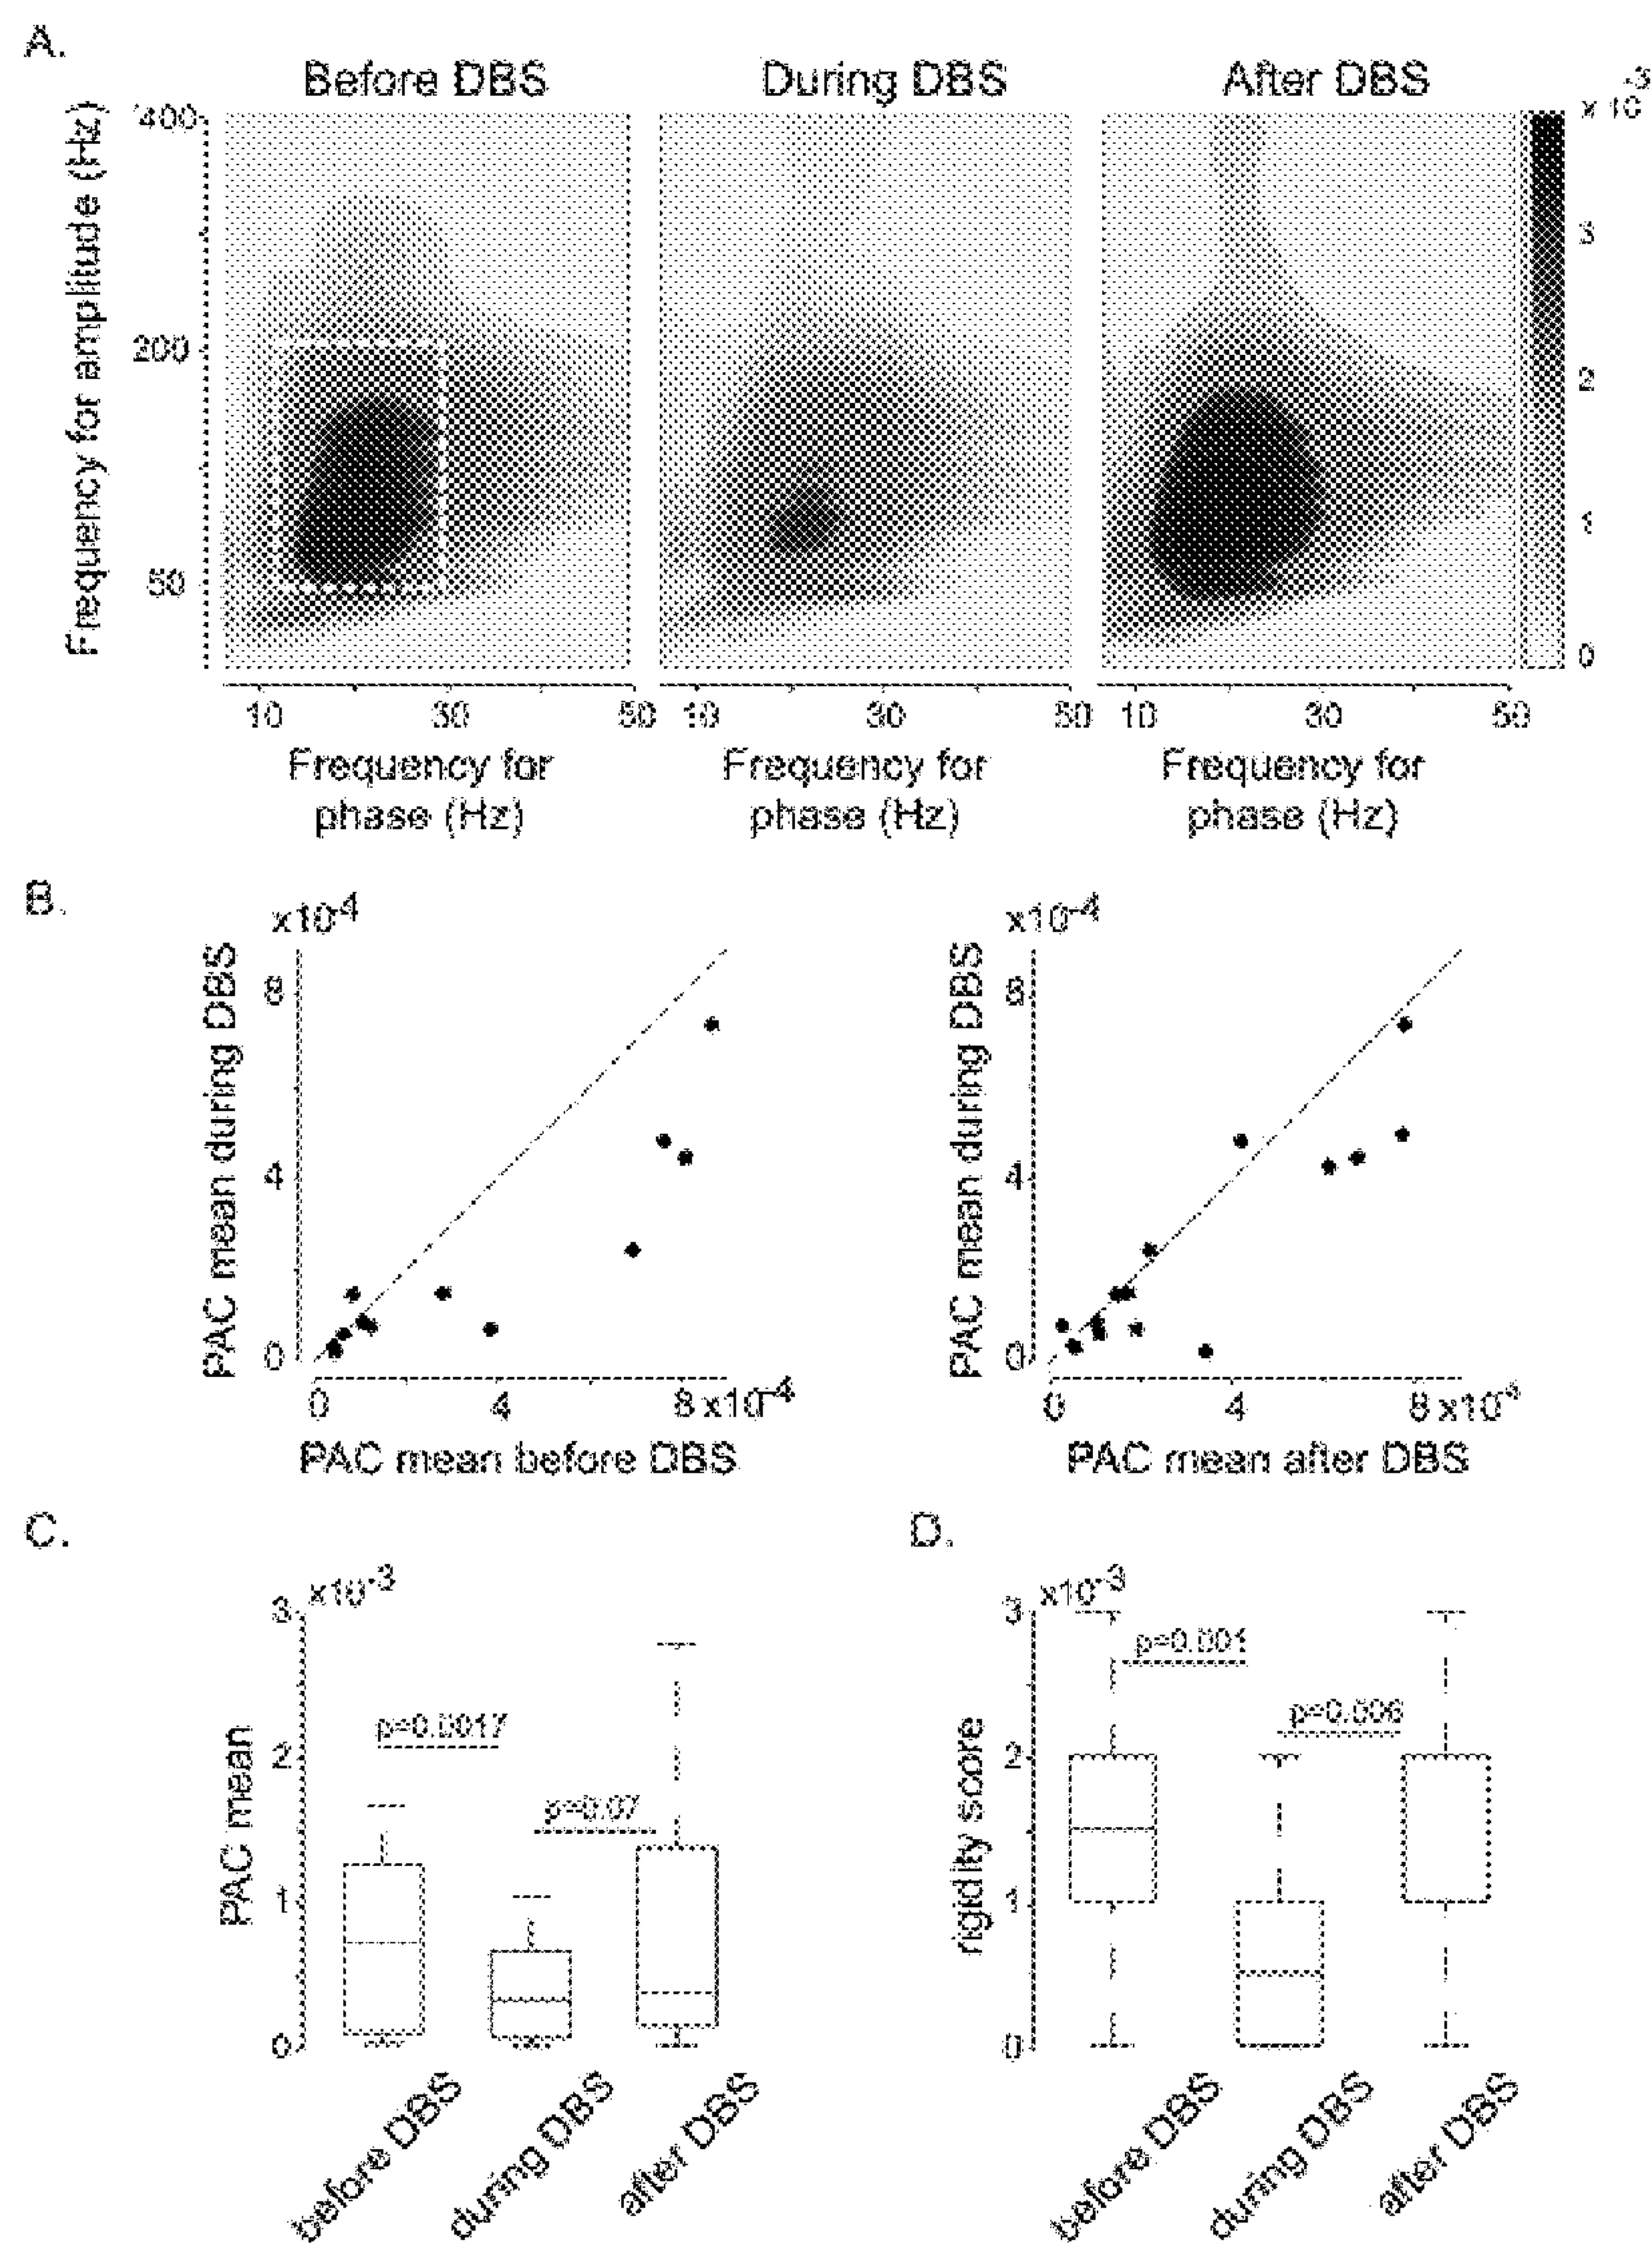 A.
Before DBS During DBS After DBS
x 10-3
Frequency for amplitude (Hz)
400
200
50
3
2
1
0
10 30 50 10 30 50 10 30 50
Frequency for phase (Hz)
Frequency for phase (Hz)
Frequency for phase (Hz)
B.
x10-4
PAC mean during DBS
8
4
0
0 4 8 x10-4
PAC mean before DBS
x10-4
PAC mean during DBS
8
4
0
0 4 8 x10-4
PAC mean after DBS
C.
x10-3
PAC mean
3
2
1
0
p=0.0017
p=0.07
before DBS
during DBS
after DBS
D.
x10-3
rigidity score
3
2
1
0
p=0.001
p=0.006
before DBS
during DBS
after DBS